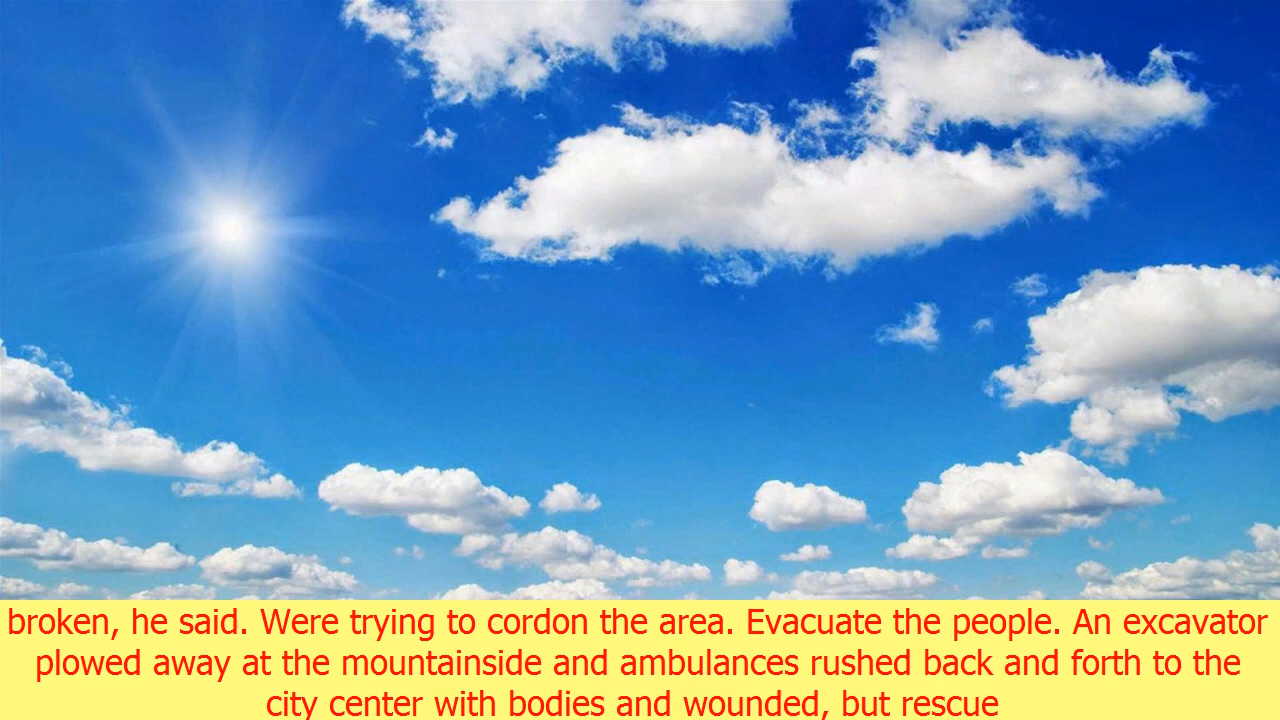 broken, he said. Were trying to cordon the area. Evacuate the people. An excavator
plowed away at the mountainside and ambulances rushed back and forth to the
city center with bodies and wounded, but rescue